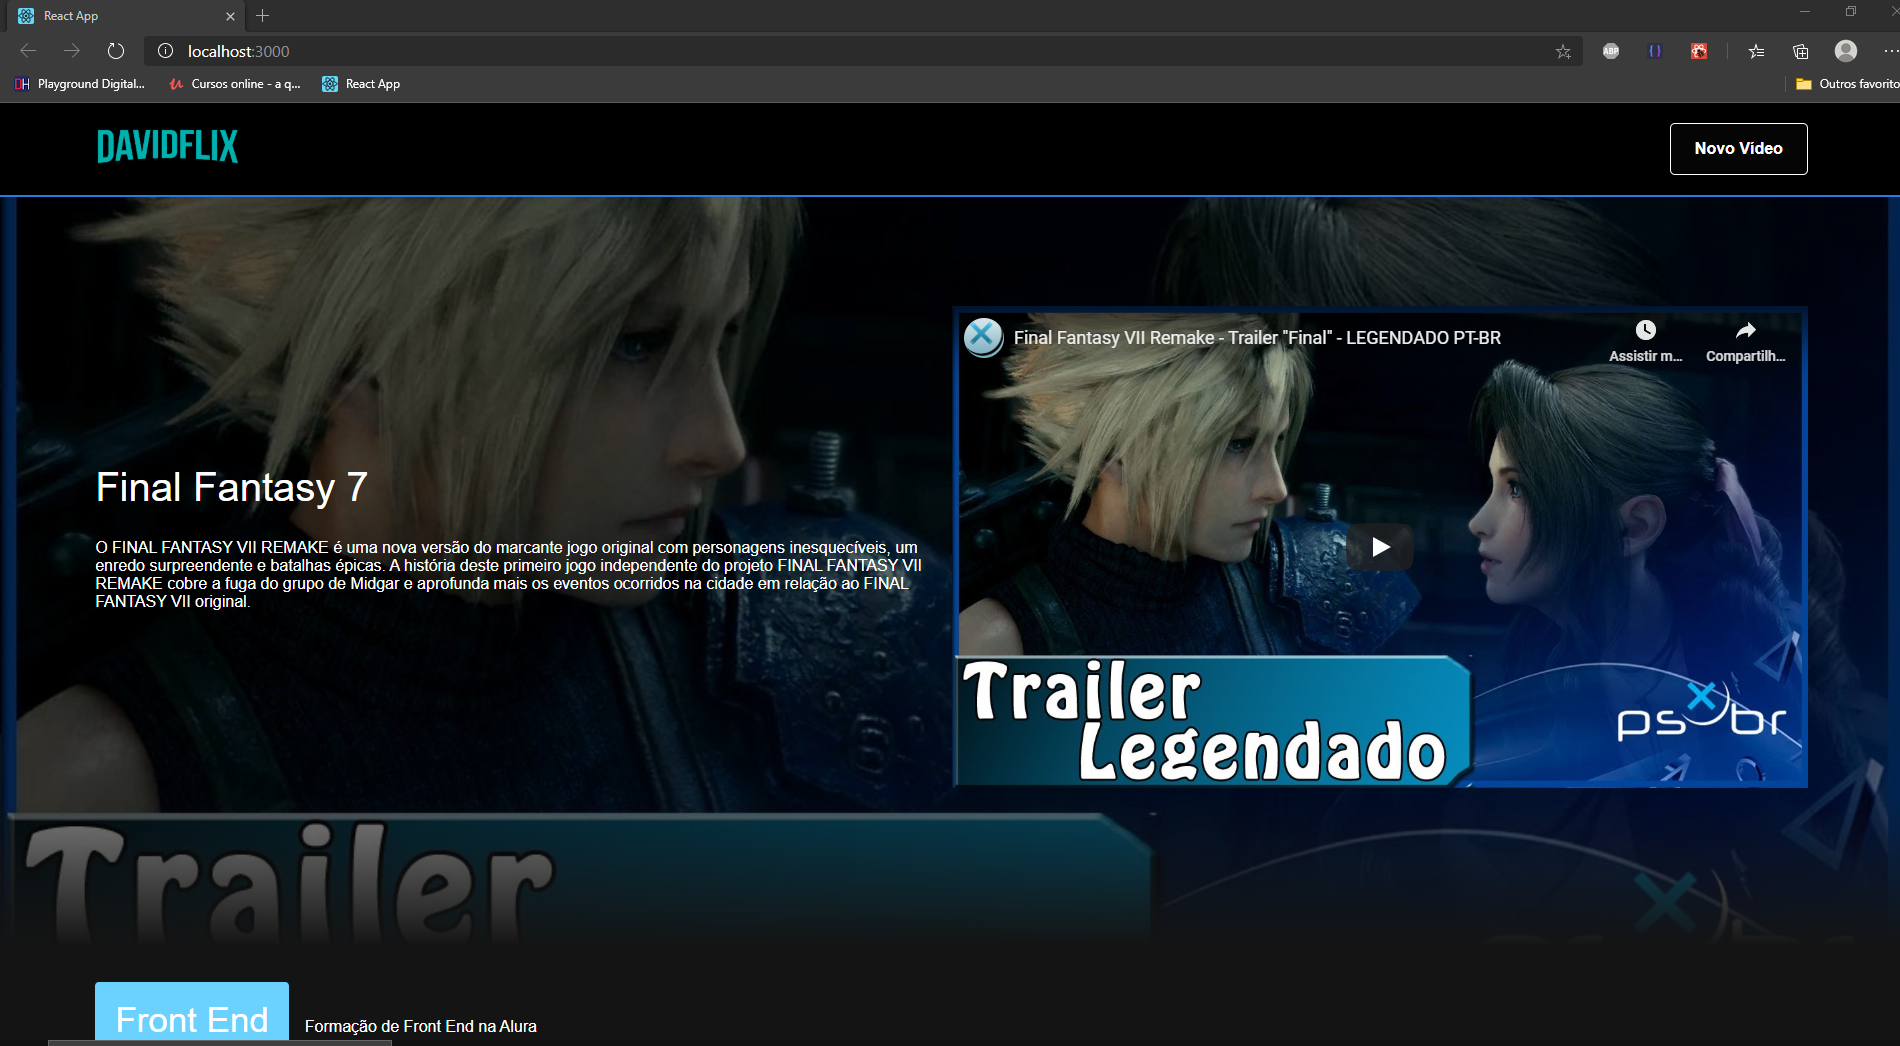 React App
localhost:3000
ABP
DH Playground Digital...
Cursos online - a q...
React App
Outros favorito
DAVIDFLIX
Novo Vídeo
Final Fantasy VII Remake - Trailer "Final" - LEGENDADO PT-BR
Assistir m...
Compartilh...
Final Fantasy 7
O FINAL FANTASY VII REMAKE é uma nova versão do marcante jogo original com personagens inesquecíveis, um
enredo surpreendente e batalhas épicas. A história deste primeiro jogo independente do projeto FINAL FANTASY VII
REMAKE cobre a fuga do grupo de Midgar e aprofunda mais os eventos ocorridos na cidade em relação ao FINAL
FANTASY VII original.
Trailer
Legendado
psxbr
Trailer
Front End
Formação de Front End na Alura